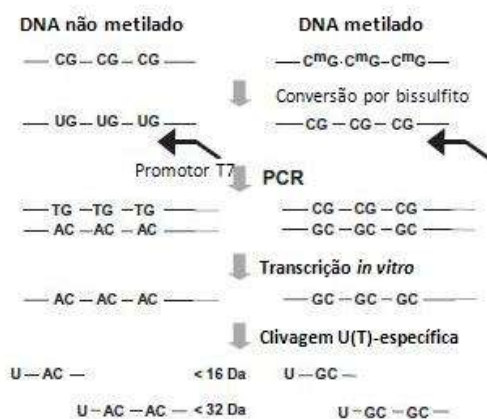 DNA não metilado DNA metilado
— CG — CG — CG — — CmG-CmG–CmG—
Conversão por bissulfito
— UG — UG — UG — — CG — CG — CG —
Promotor T7
PCR
— TG — TG — TG — — CG — CG — CG —
— AC — AC — AC — — GC — GC — GC —
Transcrição in vitro
— AC — AC — AC — — GC — GC — GC —
Clivagem U(T)-específica
U — AC — < 16 Da U — GC —
U – AC — AC — < 32 Da U — GC — GC —